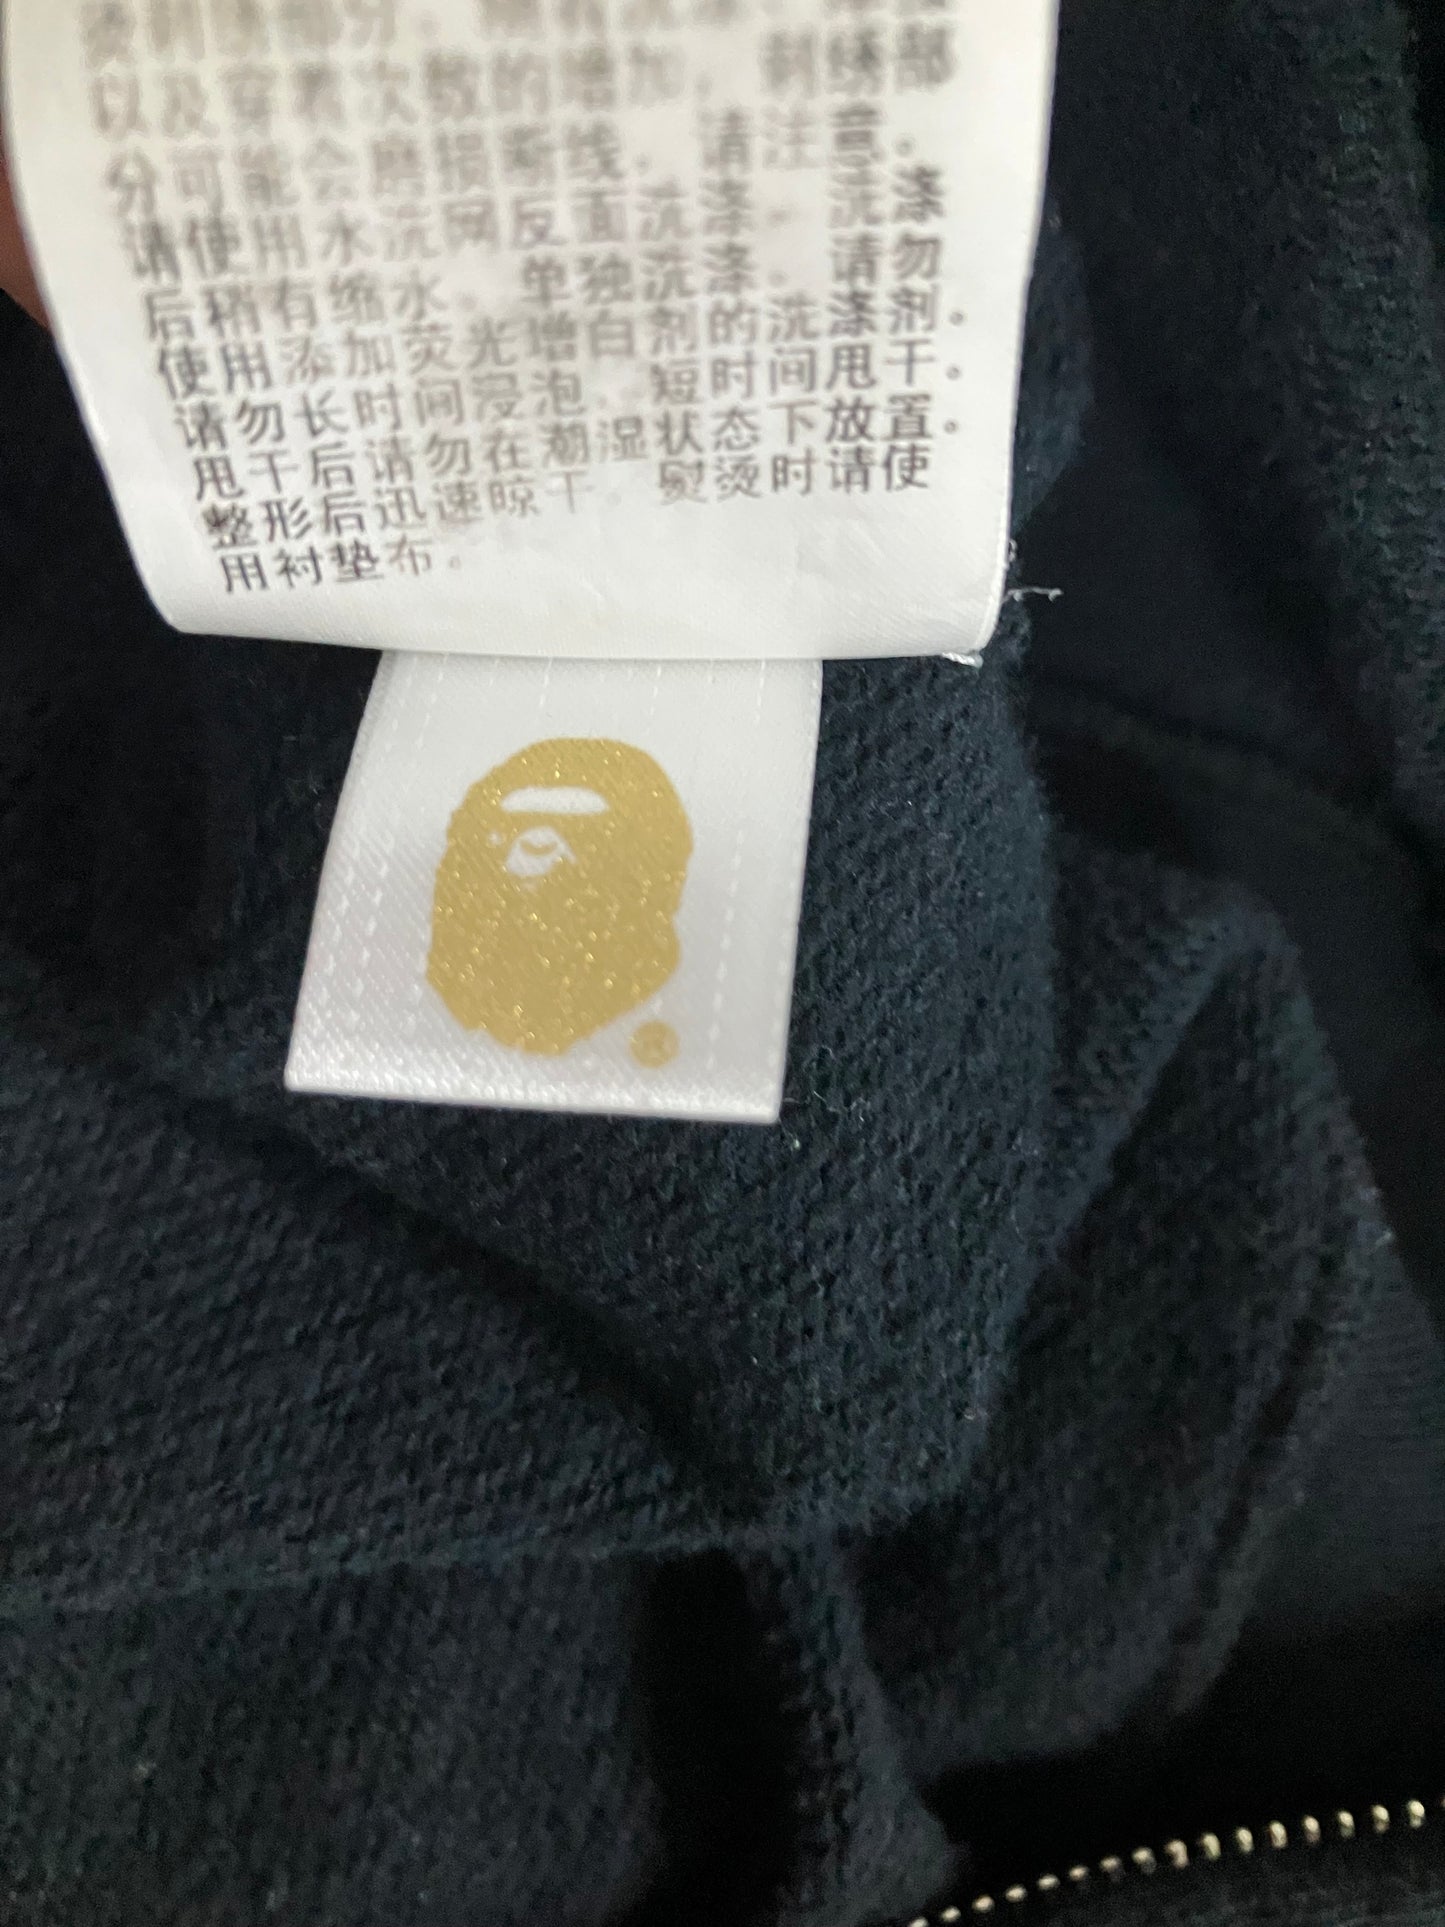 以及穿着次数的增加，刺绣部
分可能会磨损断线。请注意。
请使用水洗网反面洗涤。洗涤
后稍有缩水。单独洗涤。请勿
使用添加荧光增白剂的洗涤剂。
请勿长时间浸泡。短时间甩干。
甩干后请勿在潮湿状态下放置。
整形后迅速晾干。熨烫时请使
用衬垫布。